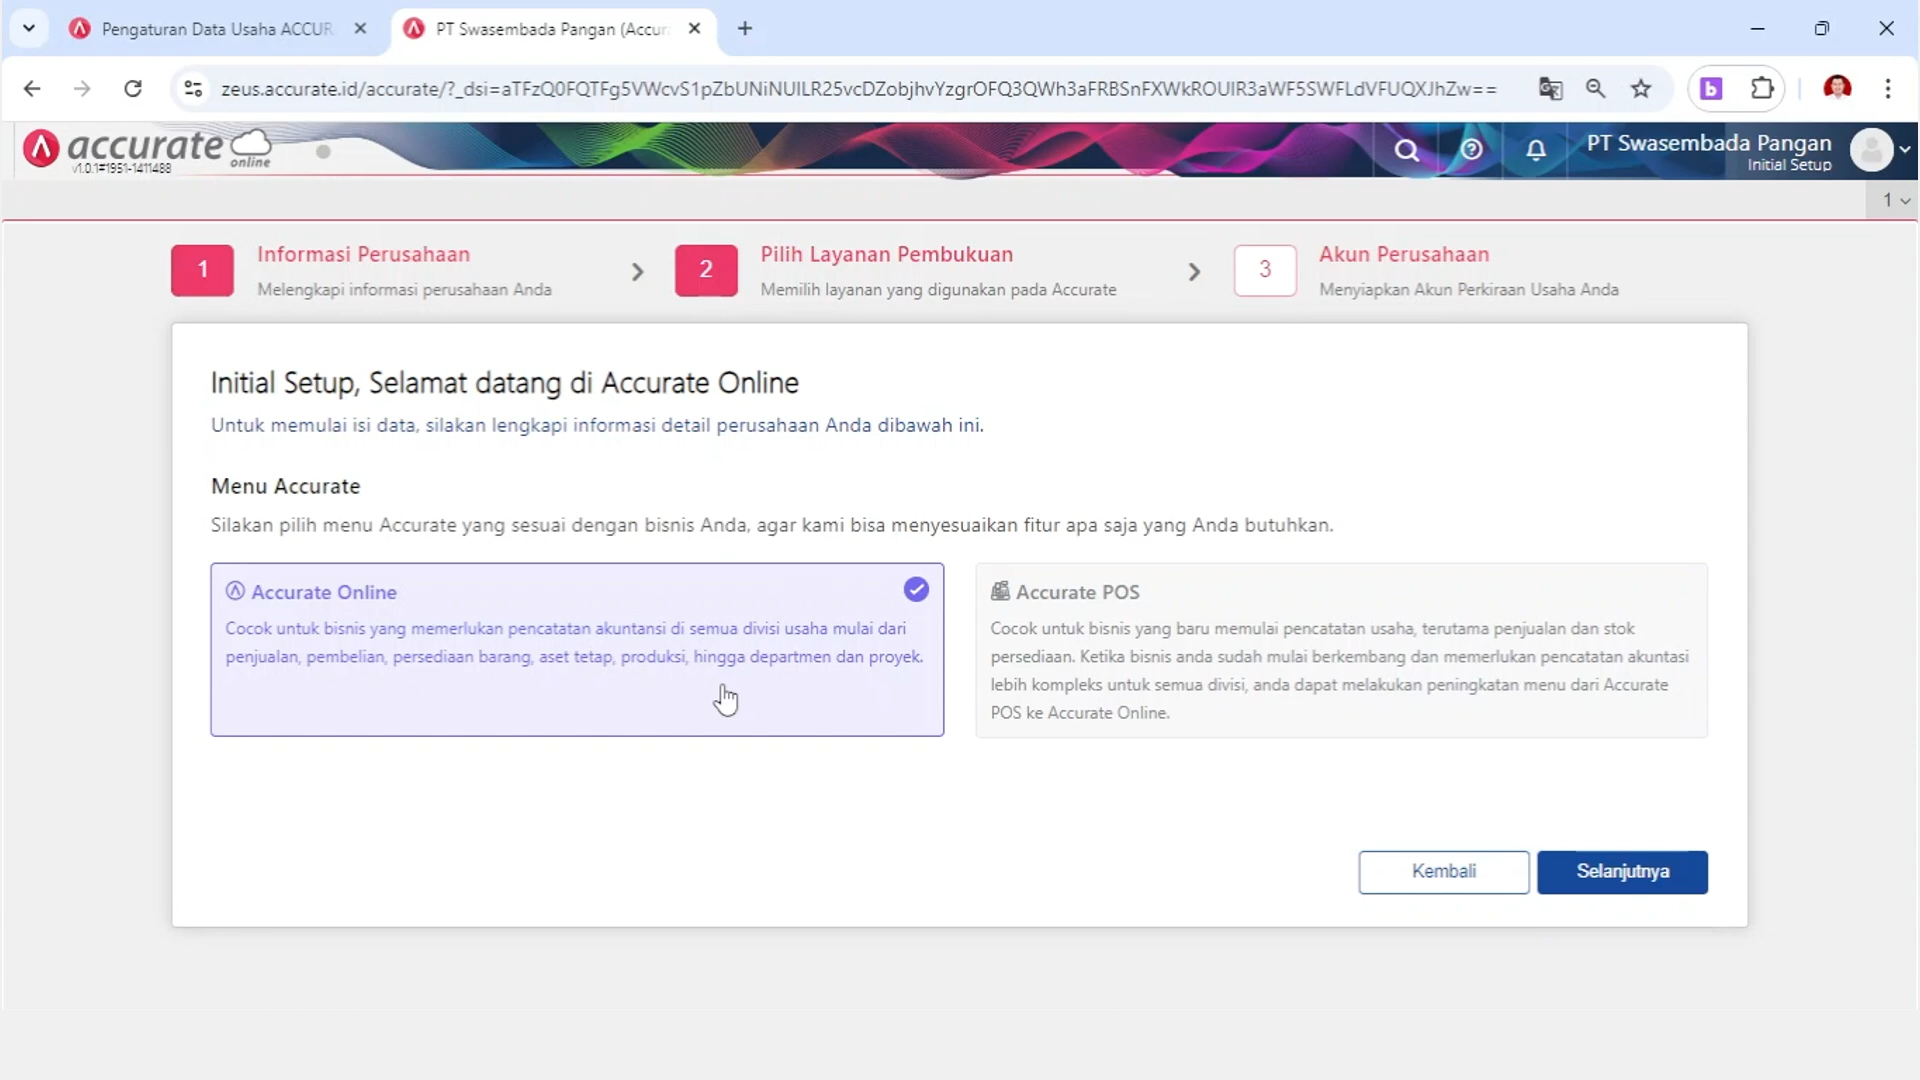 Pengaturan Data Usaha ACCUR
PT Swasembada Pangan (Accur
zeus.accurate.id/accurate/?_dsi=aTFzQ0FQTFg5VWcvS1pZbUNiNUlLR25vcDZobjhvYzgrOFQ3QWh3aFRBSnFXWkROUlR3aWF5SWFLdVFUQXJhZw==
accurate online
v1.0.1#1951-1411488
PT Swasembada Pangan
Initial Setup
1
1 Informasi Perusahaan
Melengkapi informasi perusahaan Anda
2 Pilih Layanan Pembukuan
Memilih layanan yang digunakan pada Accurate
3 Akun Perusahaan
Menyiapkan Akun Perkiraan Usaha Anda
Initial Setup, Selamat datang di Accurate Online
Untuk memulai isi data, silakan lengkapi informasi detail perusahaan Anda dibawah ini.
Menu Accurate
Silakan pilih menu Accurate yang sesuai dengan bisnis Anda, agar kami bisa menyesuaikan fitur apa saja yang Anda butuhkan.
Accurate Online
Cocok untuk bisnis yang memerlukan pencatatan akuntansi di semua divisi usaha mulai dari
penjualan, pembelian, persediaan barang, aset tetap, produksi, hingga departmen dan proyek.
Accurate POS
Cocok untuk bisnis yang baru memulai pencatatan usaha, terutama penjualan dan stok
persediaan. Ketika bisnis anda sudah mulai berkembang dan memerlukan pencatatan akuntasi
lebih kompleks untuk semua divisi, anda dapat melakukan peningkatan menu dari Accurate
POS ke Accurate Online.
Kembali
Selanjutnya